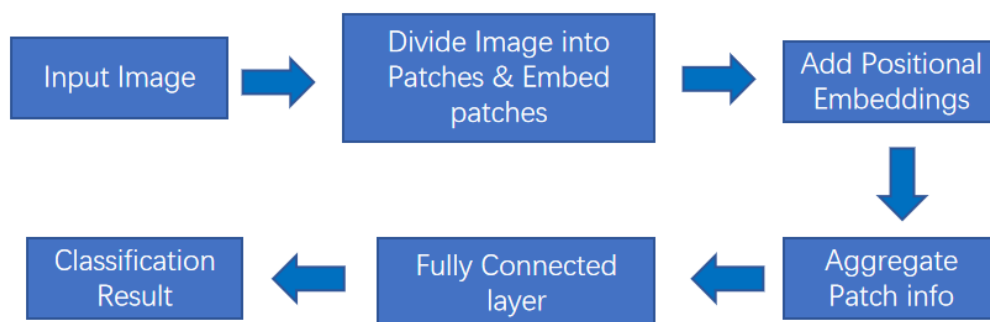 Input Image
Divide Image into
Patches & Embed
patches
Add Positional
Embeddings
Aggregate
Patch info
Fully Connected
layer
Classification
Result